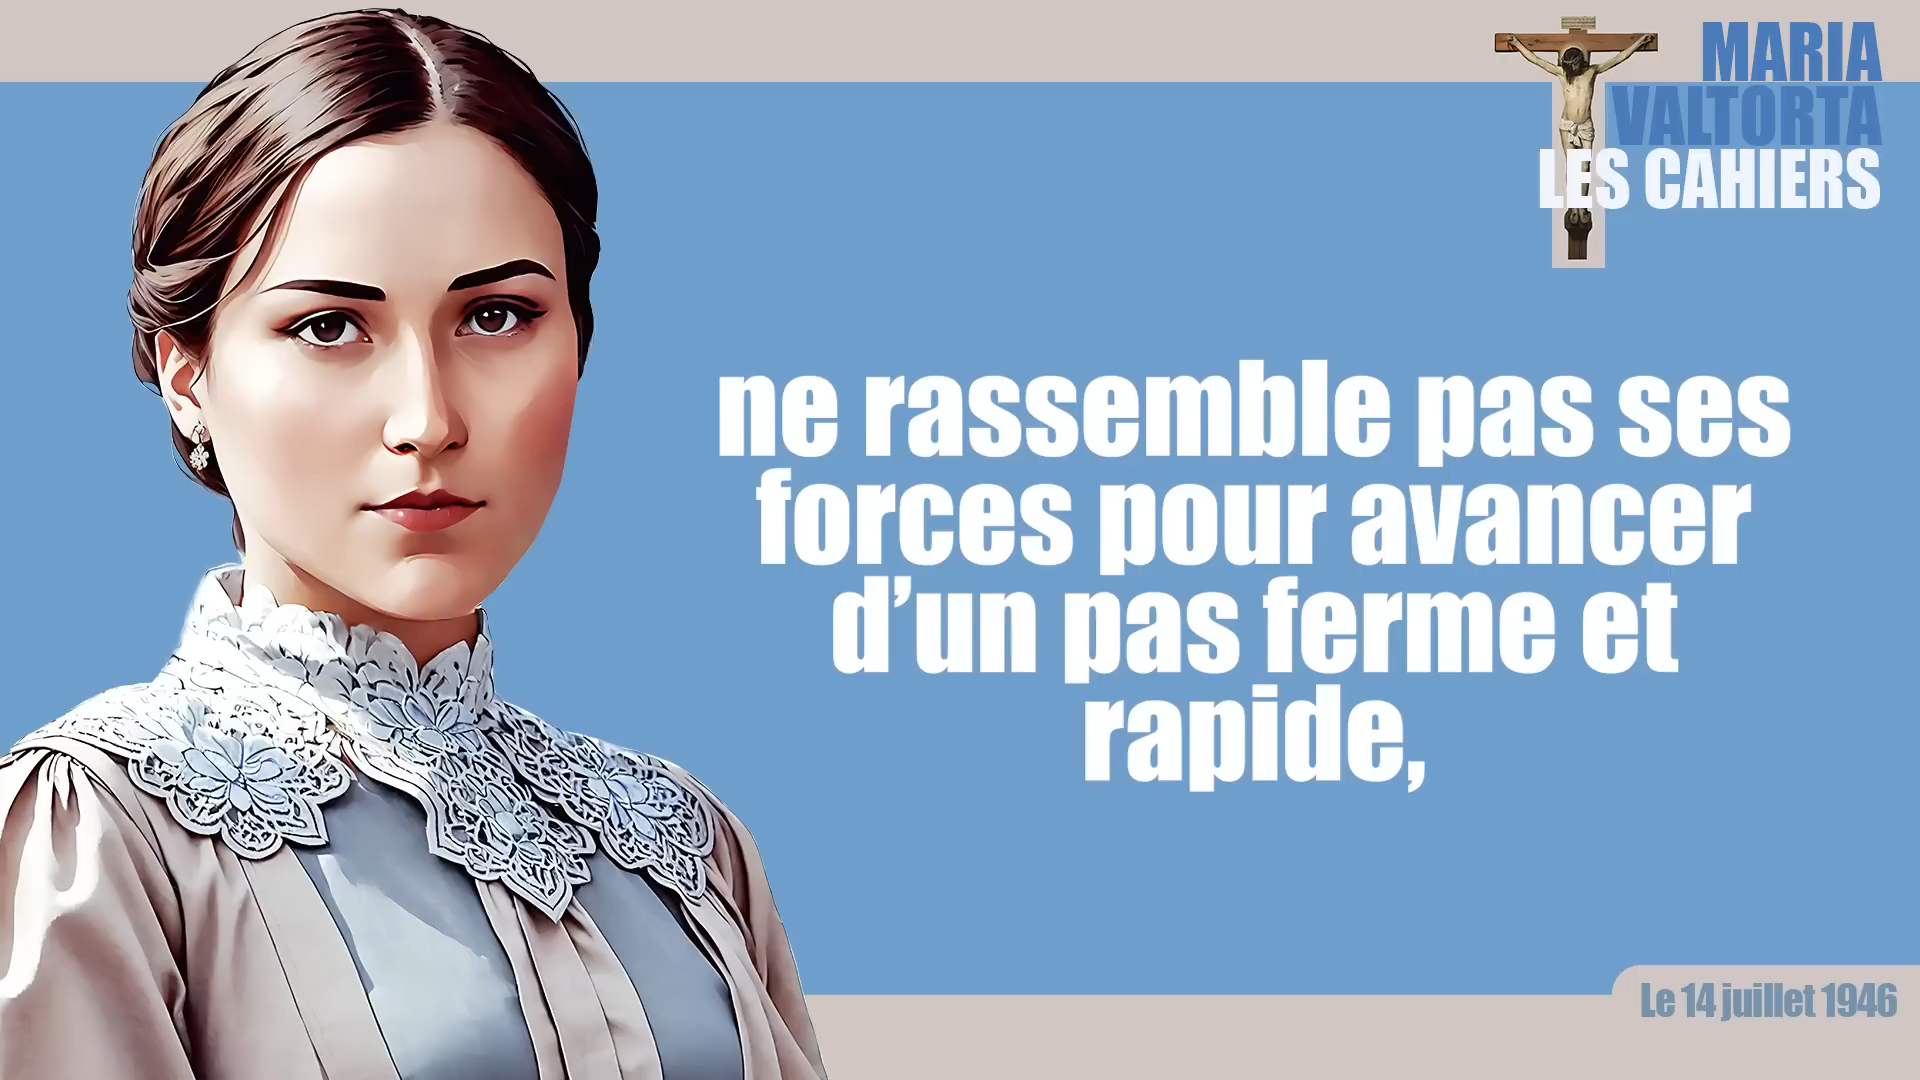 MARIA
VALTORTA
LES CAHIERS
ne rassemble pas ses
forces pour avancer
d’un pas ferme et
rapide,
Le 14 juillet 1946